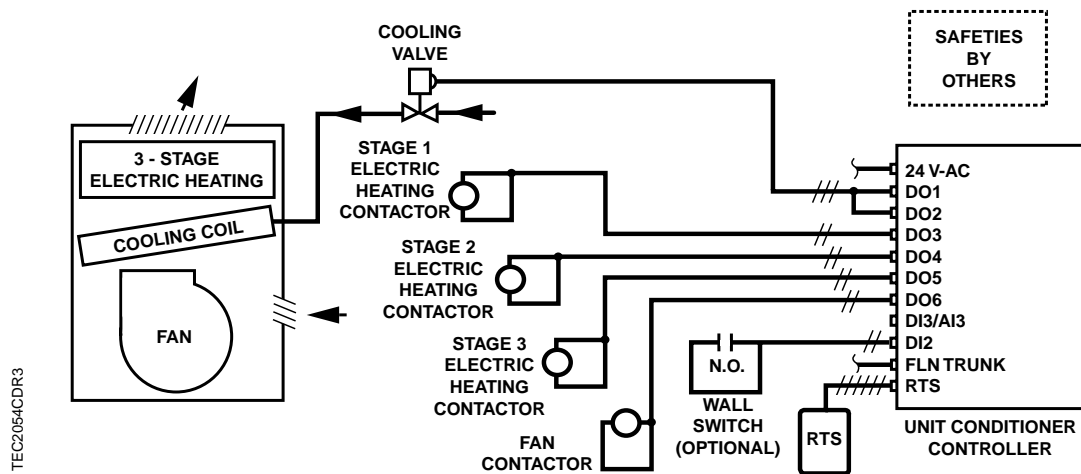 COOLING
VALVE
SAFETIES
BY
OTHERS
3 - STAGE
ELECTRIC HEATING
COOLING COIL
FAN
STAGE 1
ELECTRIC
HEATING
CONTACTOR
STAGE 2
ELECTRIC
HEATING
CONTACTOR
STAGE 3
ELECTRIC
HEATING
CONTACTOR
FAN
CONTACTOR
N.O.
WALL
SWITCH
(OPTIONAL)
RTS
24 V-AC
DO1
DO2
DO3
DO4
DO5
DO6
DI3/AI3
DI2
FLN TRUNK
RTS
UNIT CONDITIONER
CONTROLLER
TEC2054CDR3